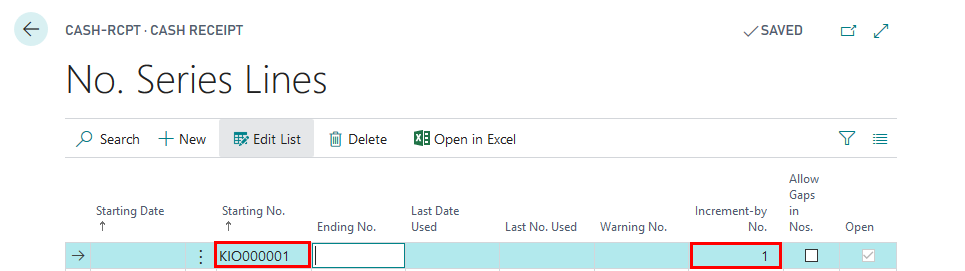 CASH-RCPT · CASH RECEIPT
SAVED
No. Series Lines
Search
New
Edit List
Delete
Open in Excel
Starting Date
Starting No.
Ending No.
Last Date
Used
Last No. Used
Warning No.
Increment-by
No.
Allow
Gaps
in
Nos.
Open
KIO000001
1